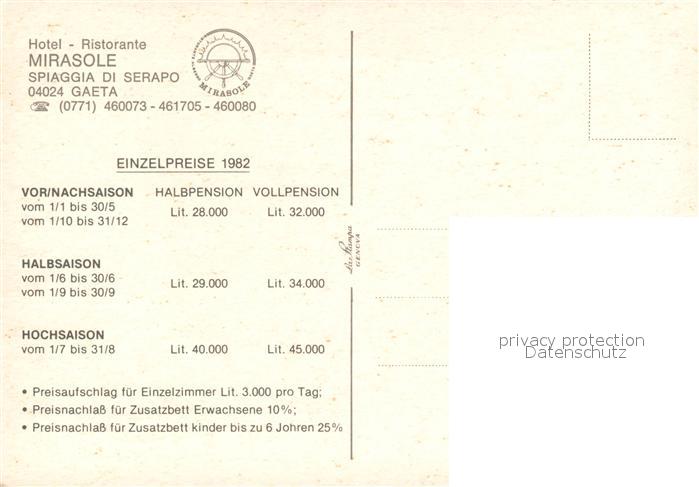 Hotel - Ristorante
MIRASOLE
SPIAGGIA DI SERAPO
04024 GAETA
☎ (0771) 460073 - 461705 - 460080
MIRASOLE
EINZELPREISE 1982
VOR/NACHSAISON HALBPENSION VOLLPENSION
vom 1/1 bis 30/5
vom 1/10 bis 31/12
Lit. 28.000 Lit. 32.000
HALBSAISON
vom 1/6 bis 30/6
vom 1/9 bis 30/9
Lit. 29.000 Lit. 34.000
HOCHSAISON
vom 1/7 bis 31/8 Lit. 40.000 Lit. 45.000
• Preisaufschlag für Einzelzimmer Lit. 3.000 pro Tag;
• Preisnachlaß für Zusatzbett Erwachsene 10%;
• Preisnachlaß für Zusatzbett kinder bis zu 6 Johren 25%
La Stampa
GENOVA
privacy protection
Datenschutz